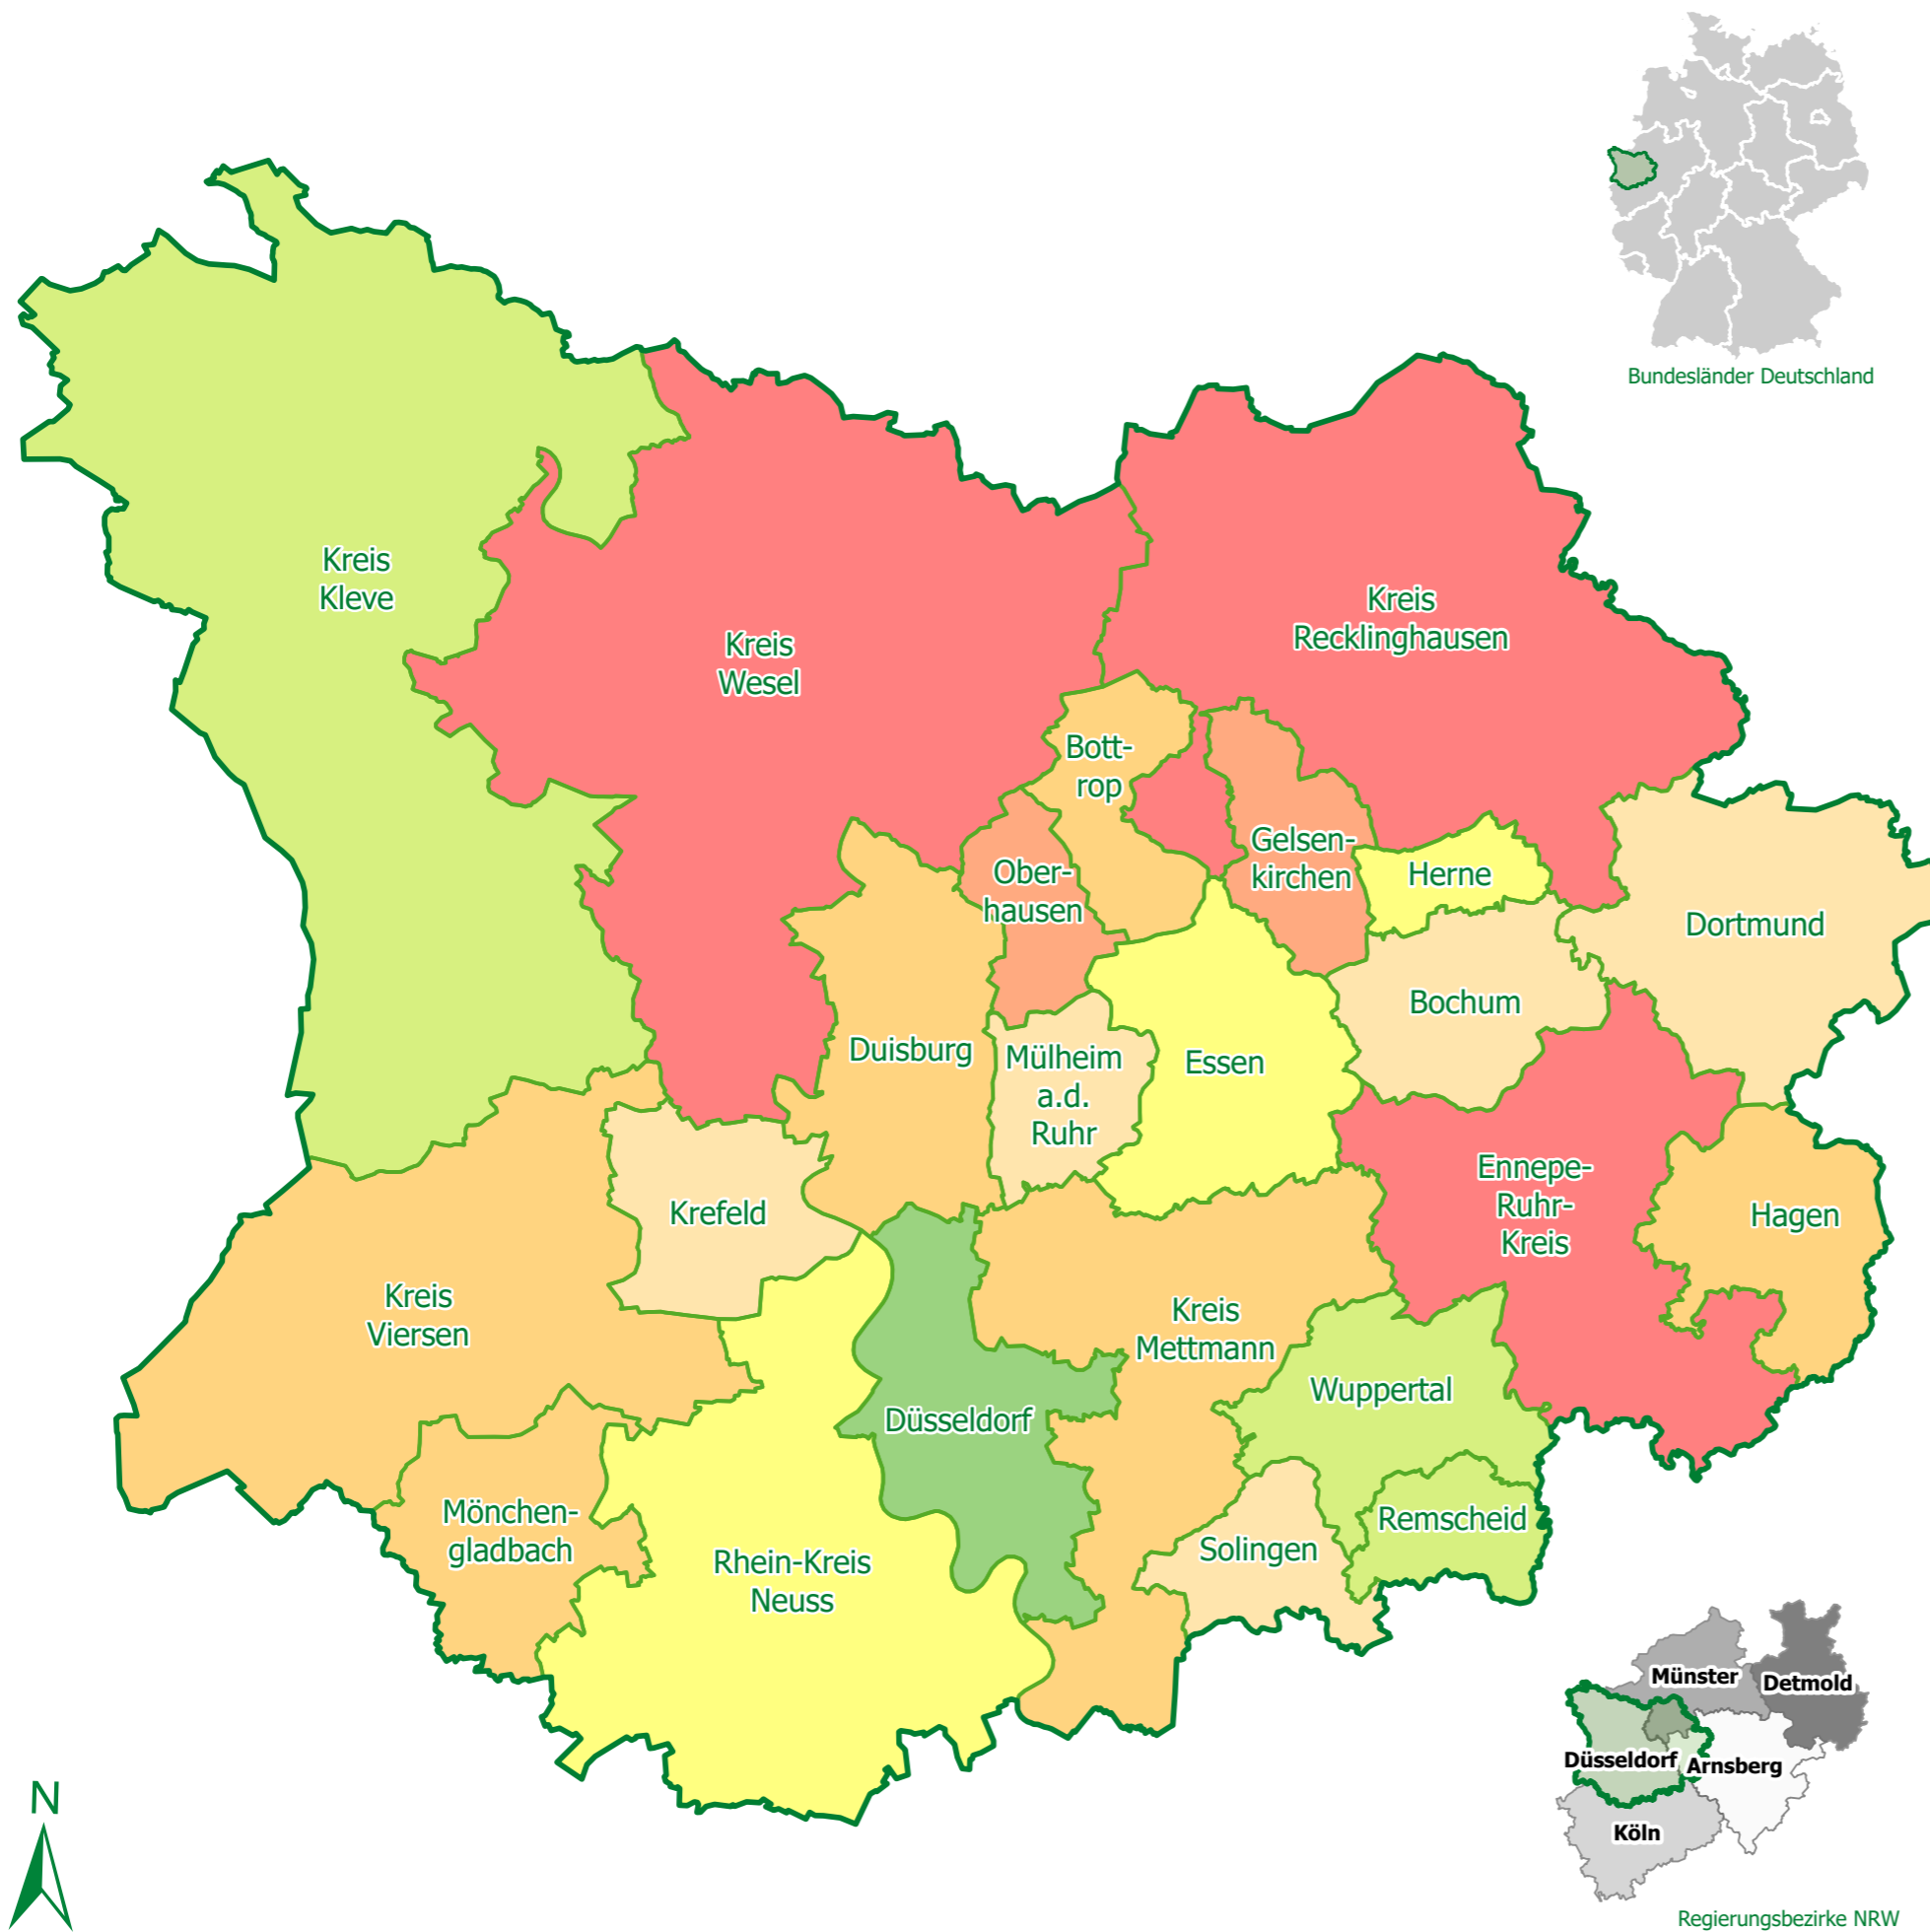 Bundesländer Deutschland
Kreis
Kleve
Kreis
Recklinghausen
Kreis
Wesel
Bott-
rop
Gelsen-
kirchen
Ober-
hausen
Herne
Dortmund
Bochum
Duisburg
Mülheim
a.d.
Ruhr
Essen
Ennepe-
Ruhr-
Kreis
Krefeld
Hagen
Kreis
Viersen
Kreis
Mettmann
Wuppertal
Düsseldorf
Mönchen-
gladbach
Remscheid
Solingen
Rhein-Kreis
Neuss
Münster
Detmold
Düsseldorf
Arnsberg
Köln
N
Regierungsbezirke NRW